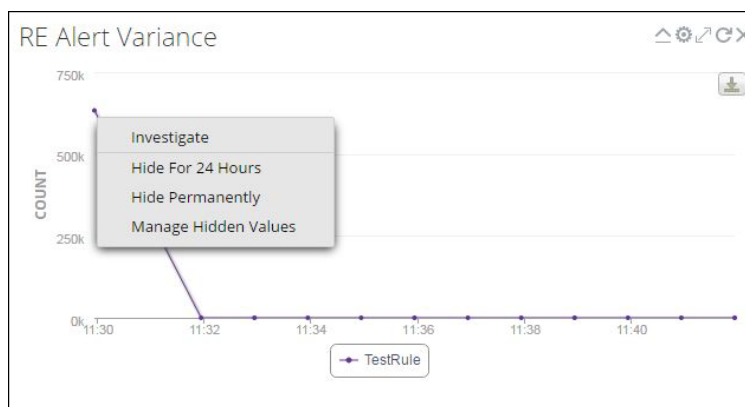 RE Alert Variance
750k
Investigate
500k
Hide For 24 Hours
COUNT
Hide Permanently
Manage Hidden Values
250k
0k
11:30 11:32 11:34 11:36 11:38 11:40
TestRule